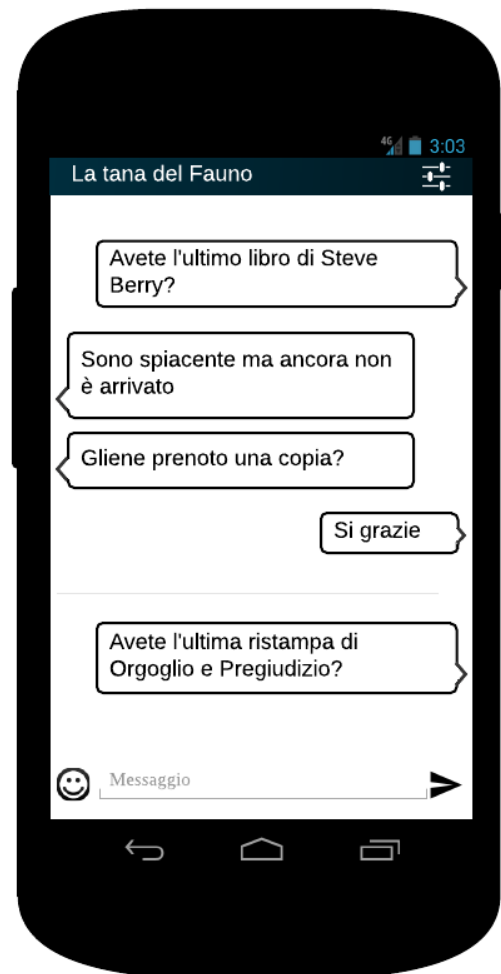 4G 3:03
La tana del Fauno
Avete l'ultimo libro di Steve
Berry?
Sono spiacente ma ancora non
è arrivato
Gliene prenoto una copia?
Si grazie
Avete l'ultima ristampa di
Orgoglio e Pregiudizio?
Messaggio